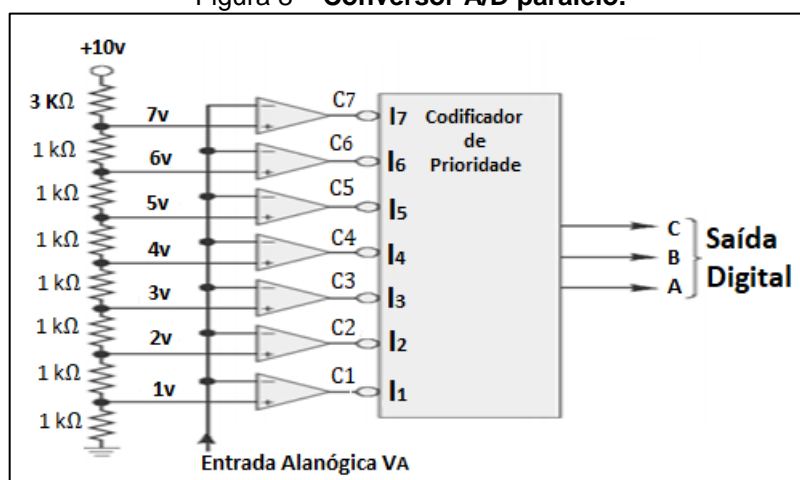 Figura 8 – Conversor A/D paralelo.
+10v
3 KΩ
7v
C7
I7
Codificador
de
Prioridade
1 kΩ
6v
C6
I6
1 kΩ
5v
C5
I5
1 kΩ
4v
C4
I4
1 kΩ
3v
C3
I3
1 kΩ
2v
C2
I2
1 kΩ
1v
C1
I1
1 kΩ
C
B
A
Saída
Digital
Entrada Alanógica VA